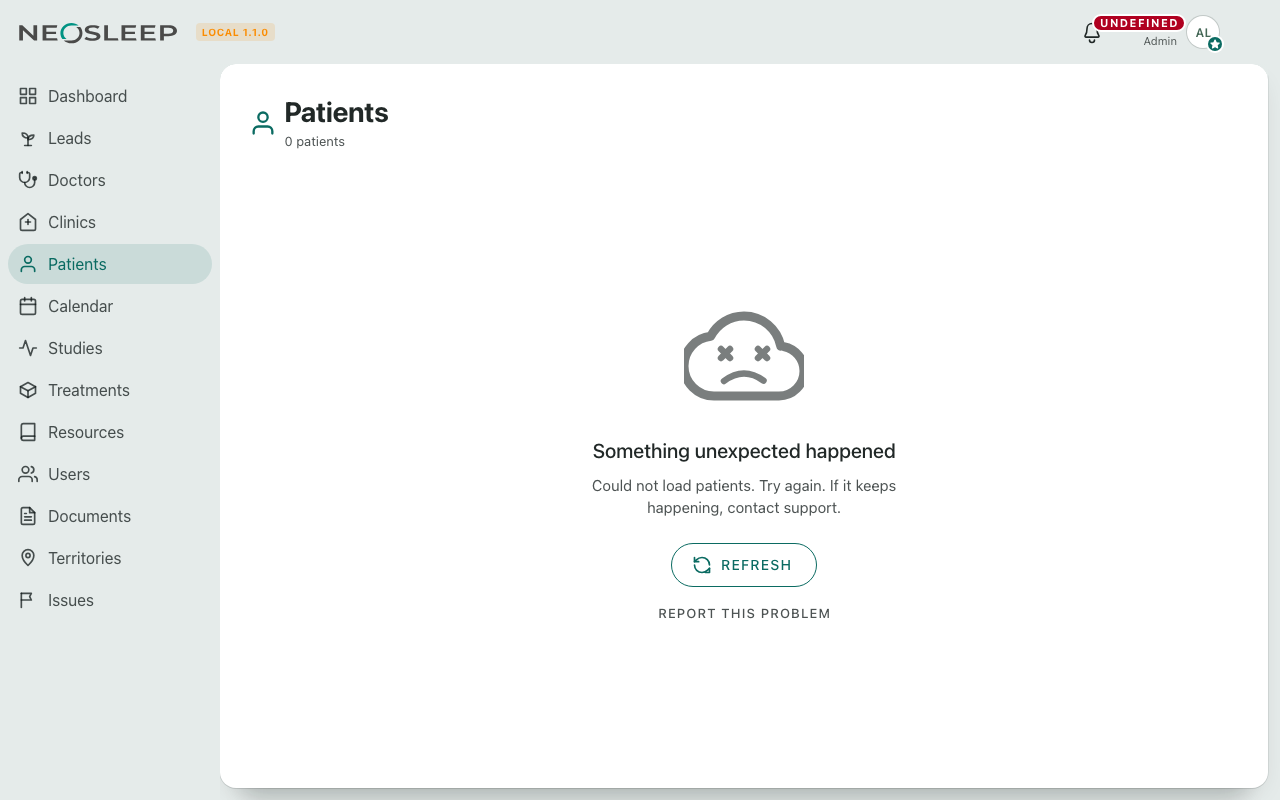 NEOSLEEP
LOCAL 1.1.0
UNDEFINED
Admin
AL
Dashboard
Leads
Doctors
Clinics
Patients
Calendar
Studies
Treatments
Resources
Users
Documents
Territories
Issues
Patients
0 patients
Something unexpected happened
Could not load patients. Try again. If it keeps
happening, contact support.
REFRESH
REPORT THIS PROBLEM